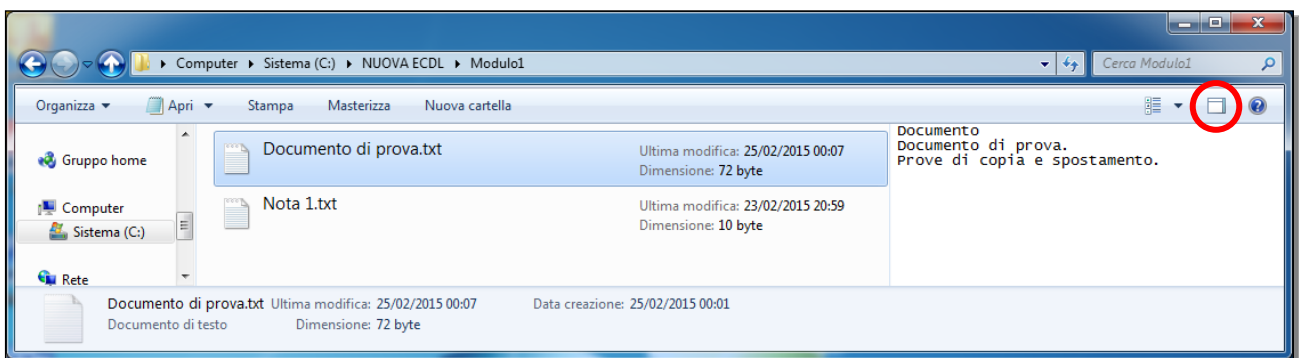 Computer ▸ Sistema (C:) ▸ NUOVA ECDL ▸ Modulo1
Cerca Modulo1
Organizza Apri Stampa Masterizza Nuova cartella
Gruppo home
Computer
Sistema (C:)
Rete
Documento di prova.txt
Ultima modifica: 25/02/2015 00:07
Dimensione: 72 byte
Nota 1.txt
Ultima modifica: 23/02/2015 20:59
Dimensione: 10 byte
Documento
Documento di prova.
Prove di copia e spostamento.
Documento di prova.txt Ultima modifica: 25/02/2015 00:07 Data creazione: 25/02/2015 00:01
Documento di testo Dimensione: 72 byte